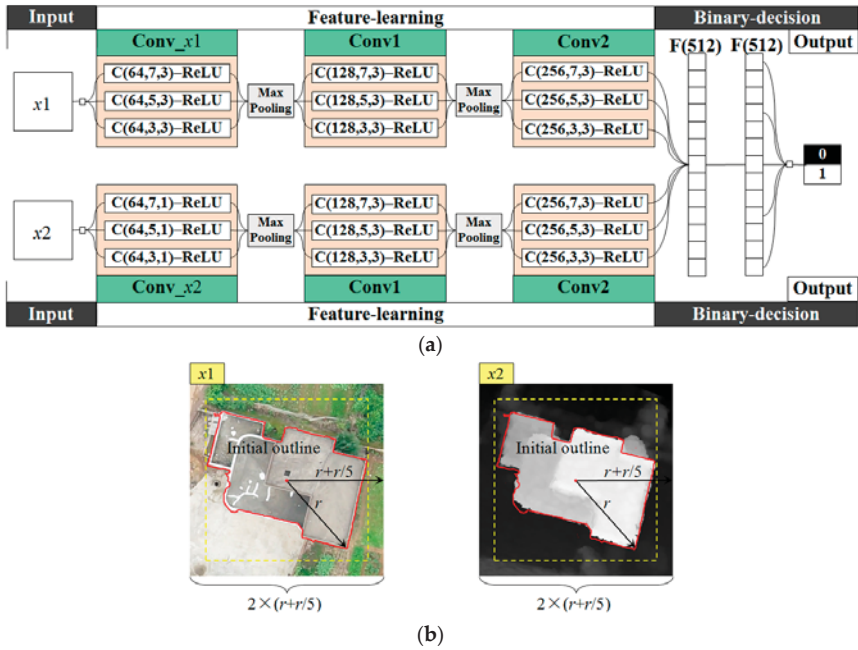 Input Feature-learning Binary-decision
Conv_x1 Conv1 Conv2 F(512) F(512) Output
C(64,7,3)–ReLU C(128,7,3)–ReLU C(256,7,3)–ReLU
x1 C(64,5,3)–ReLU Max Pooling C(128,5,3)–ReLU Max Pooling C(256,5,3)–ReLU
C(64,3,3)–ReLU C(128,3,3)–ReLU C(256,3,3)–ReLU
0
1
C(64,7,1)–ReLU C(128,7,3)–ReLU C(256,7,3)–ReLU
x2 C(64,5,1)–ReLU Max Pooling C(128,5,3)–ReLU Max Pooling C(256,5,3)–ReLU
C(64,3,1)–ReLU C(128,3,3)–ReLU C(256,3,3)–ReLU
Conv_x2 Conv1 Conv2 Output
Input Feature-learning Binary-decision
(a)
x1 x2
Initial outline Initial outline
r+r/5 r+r/5
r r
2×(r+r/5) 2×(r+r/5)
(b)